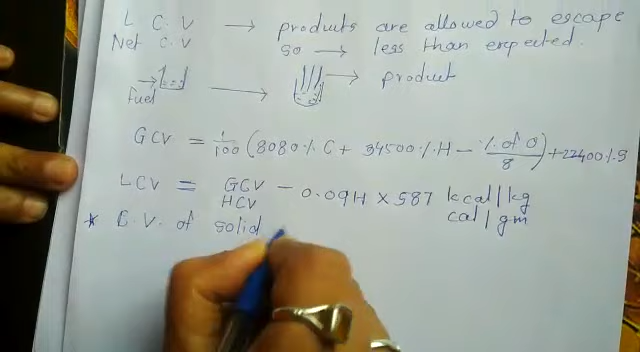 L C.V → products are allowed to escape
Net C.V so → less than expected.
Fuel → → product
GCV = 1/100 (8080 % C + 34500 % H - % of O / 8) + 22400 % S
LCV = GCV - 0.09H × 587 kcal/kg
HCV cal/gm
* C.V. of solid